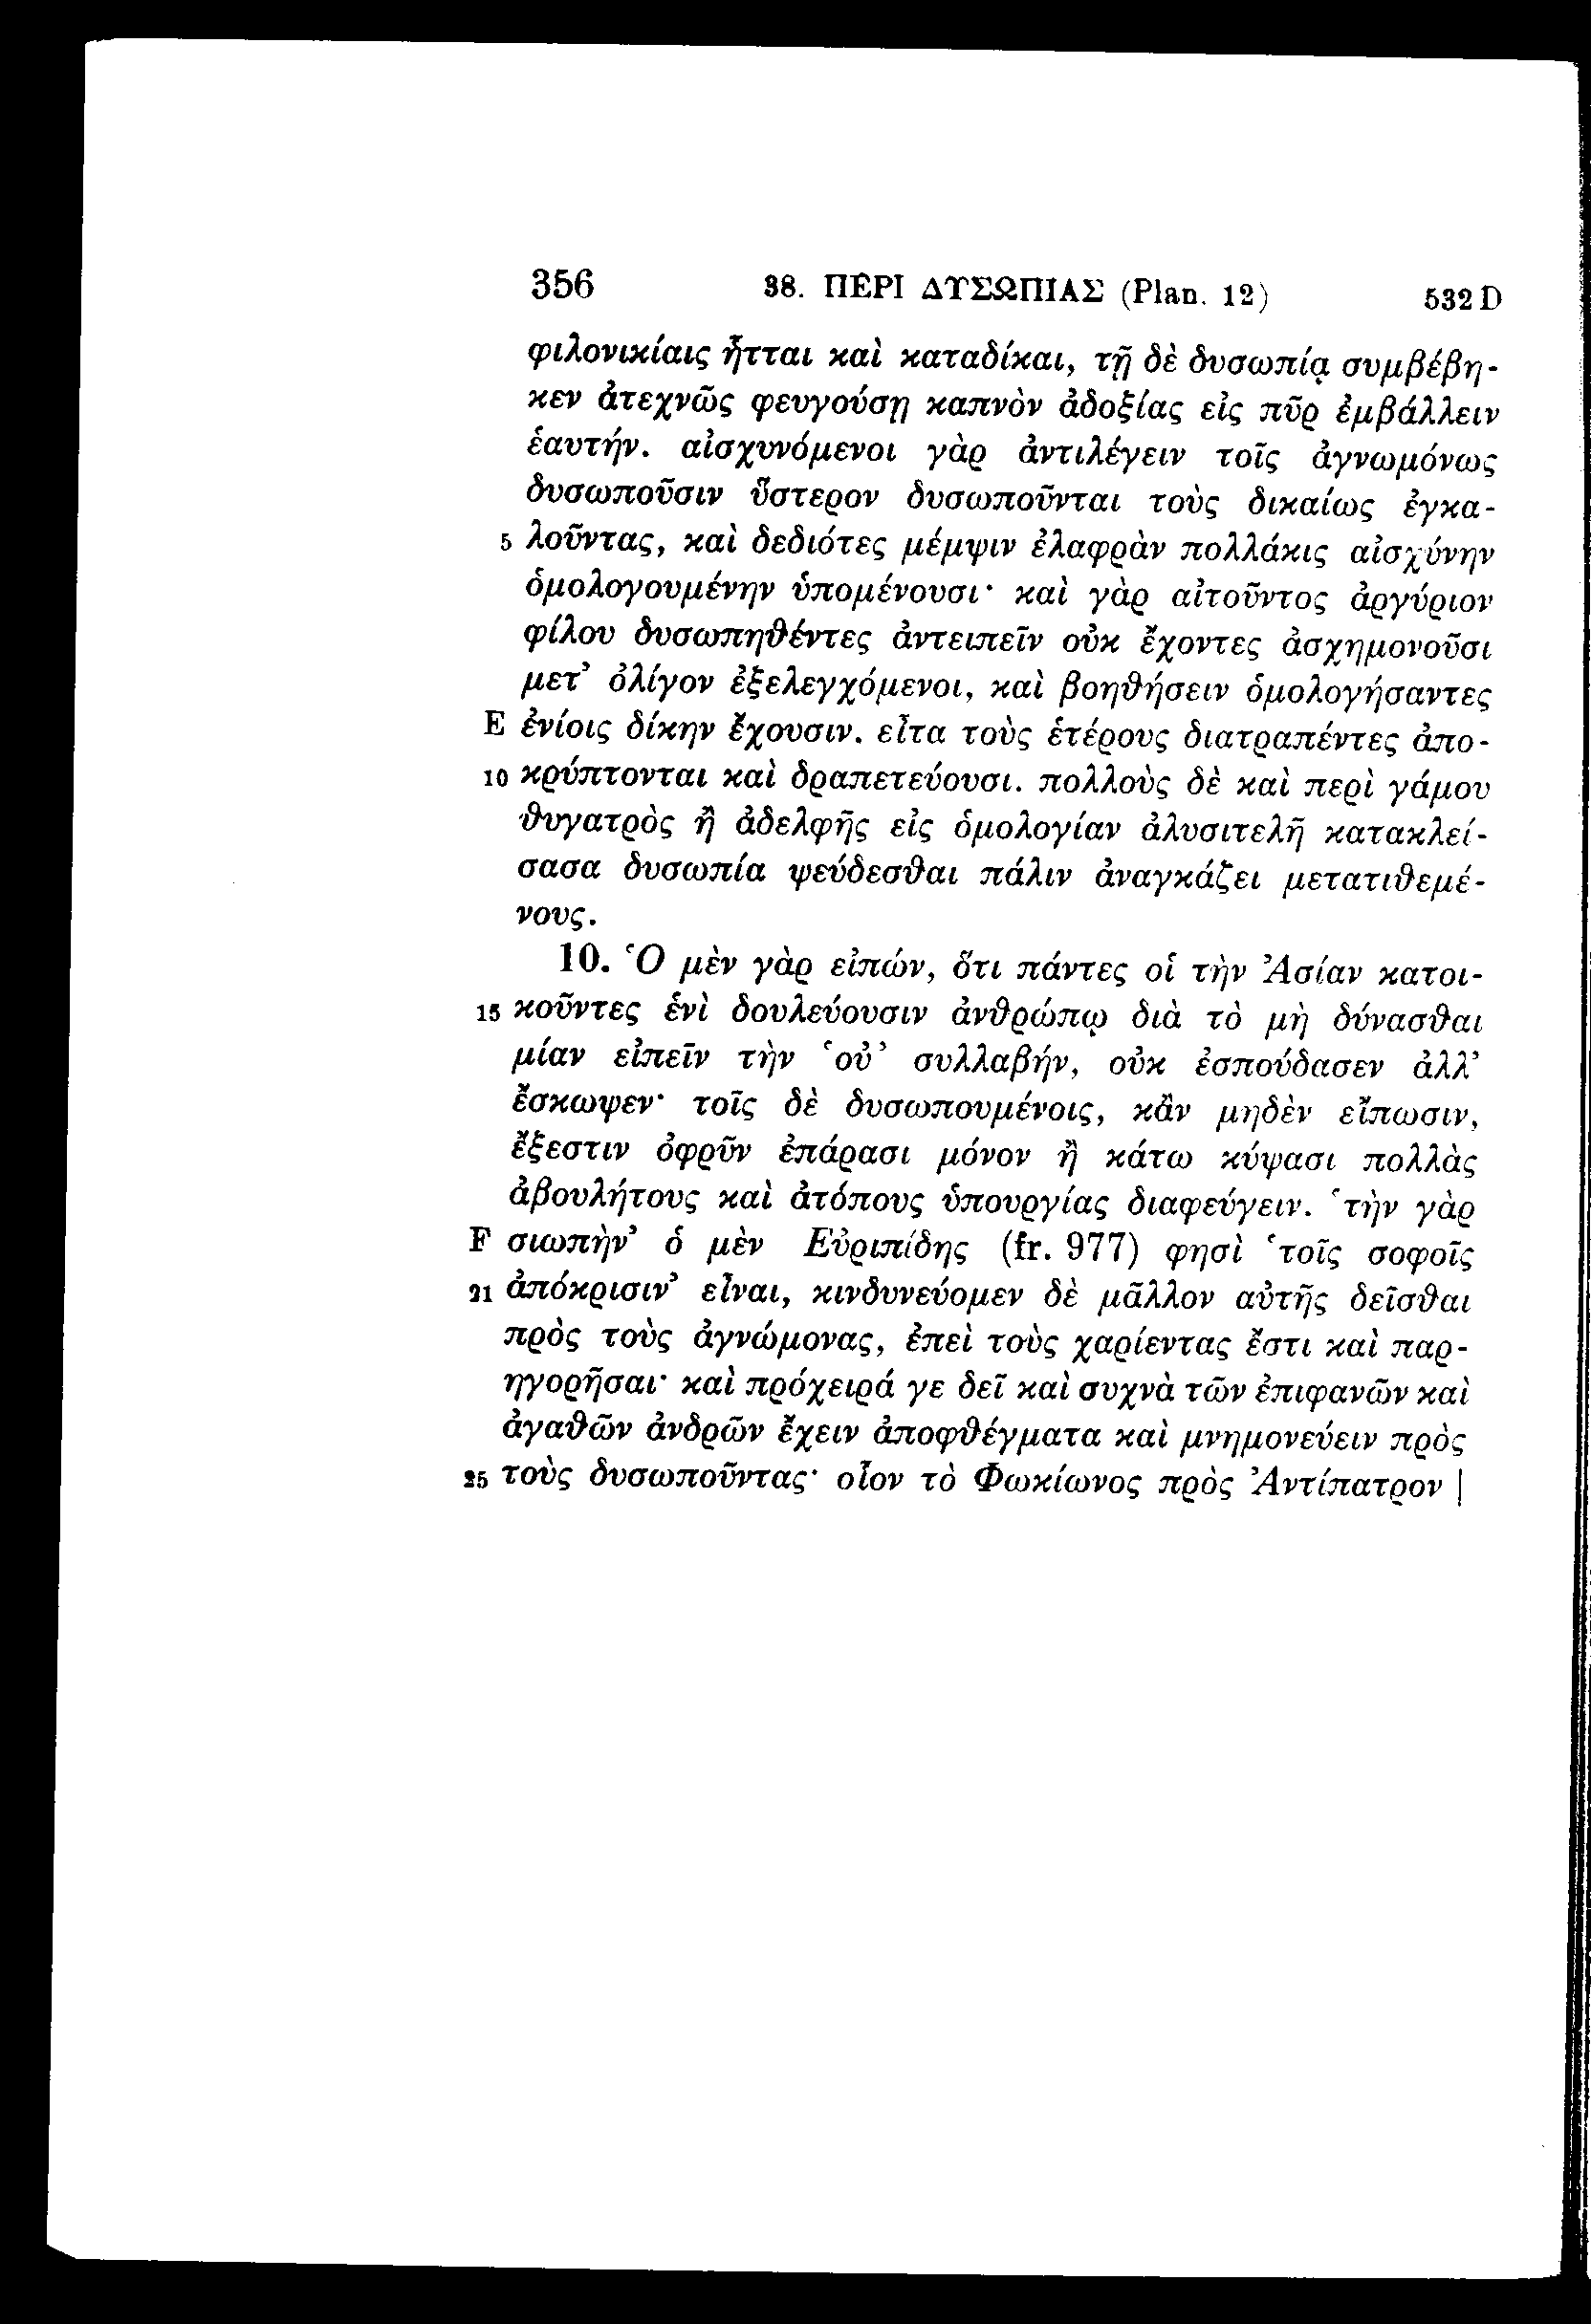 356 38. ΠΕΡΙ ΔΥΣΩΠΙΑΣ (Plan. 12) 532 D
φιλονικίαις ἧτται καὶ καταδίκαι, τῇ δὲ δυσωπίᾳ συμβέβη-
κεν ἀτεχνῶς φευγούσῃ καπνὸν ἀδοξίας εἰς πῦρ ἐμβάλλειν
ἑαυτήν. αἰσχυνόμενοι γὰρ ἀντιλέγειν τοῖς ἀγνωμόνως
δυσωποῦσιν ὕστερον δυσωποῦνται τοὺς δικαίως ἐγκα-
5 λοῦντας, καὶ δεδιότες μέμψιν ἐλαφρὰν πολλάκις αἰσχύνην
ὁμολογουμένην ὑπομένουσι· καὶ γὰρ αἰτοῦντος ἀργύριον
φίλου δυσωπηθέντες ἀντειπεῖν οὐκ ἔχοντες ἀσχημονοῦσι
μετ’ ὀλίγον ἐξελεγχόμενοι, καὶ βοηθήσειν ὁμολογήσαντες
E ἐνίοις δίκην ἔχουσιν. εἶτα τοὺς ἑτέρους διατραπέντες ἀπο-
10 κρύπτονται καὶ δραπετεύουσι. πολλοὺς δὲ καὶ περὶ γάμου
θυγατρὸς ἢ ἀδελφῆς εἰς ὁμολογίαν ἀλυσιτελῆ κατακλεί-
σασα δυσωπία ψεύδεσθαι πάλιν ἀναγκάζει μετατιθεμέ-
νους.
10. Ὁ μὲν γὰρ εἰπών, ὅτι πάντες οἱ τὴν Ἀσίαν κατοι-
15 κοῦντες ἑνὶ δουλεύουσιν ἀνθρώπῳ διὰ τὸ μὴ δύνασθαι
μίαν εἰπεῖν τὴν ‘οὔ’ συλλαβήν, οὐκ ἐσπούδασεν ἀλλ’
ἔσκωψεν· τοῖς δὲ δυσωπουμένοις, κἂν μηδὲν εἴπωσιν,
ἔξεστιν ὀφρῦν ἐπάρασι μόνον ἢ κάτω κύψασι πολλὰς
ἀβουλήτους καὶ ἀτόπους ὑπουργίας διαφεύγειν. ‘τὴν γὰρ
F σιωπὴν’ ὁ μὲν Εὐριπίδης (fr. 977) φησὶ ‘τοῖς σοφοῖς
21 ἀπόκρισιν’ εἶναι, κινδυνεύομεν δὲ μᾶλλον αὐτῆς δεῖσθαι
πρὸς τοὺς ἀγνώμονας, ἐπεὶ τοὺς χαρίεντας ἔστι καὶ παρ-
ηγορῆσαι· καὶ πρόχειρά γε δεῖ καὶ συχνὰ τῶν ἐπιφανῶν καὶ
ἀγαθῶν ἀνδρῶν ἔχειν ἀποφθέγματα καὶ μνημονεύειν πρὸς
25 τοὺς δυσωποῦντας· οἷον τὸ Φωκίωνος πρὸς Ἀντίπατρον |